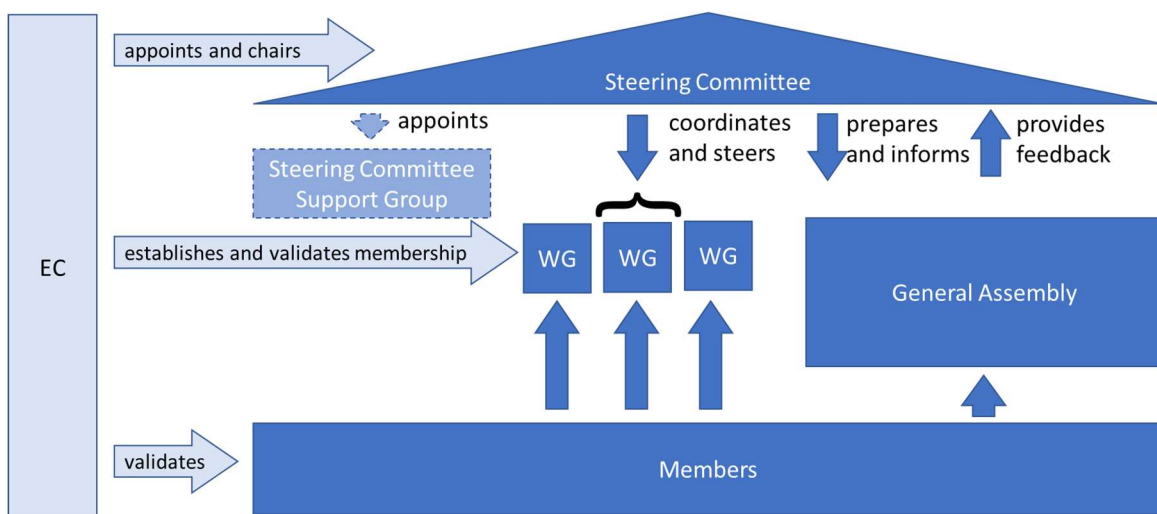 appoints and chairs
Steering Committee
appoints
coordinates
and steers
prepares
and informs
provides
feedback
Steering Committee
Support Group
EC
establishes and validates membership
WG
WG
WG
General Assembly
validates
Members